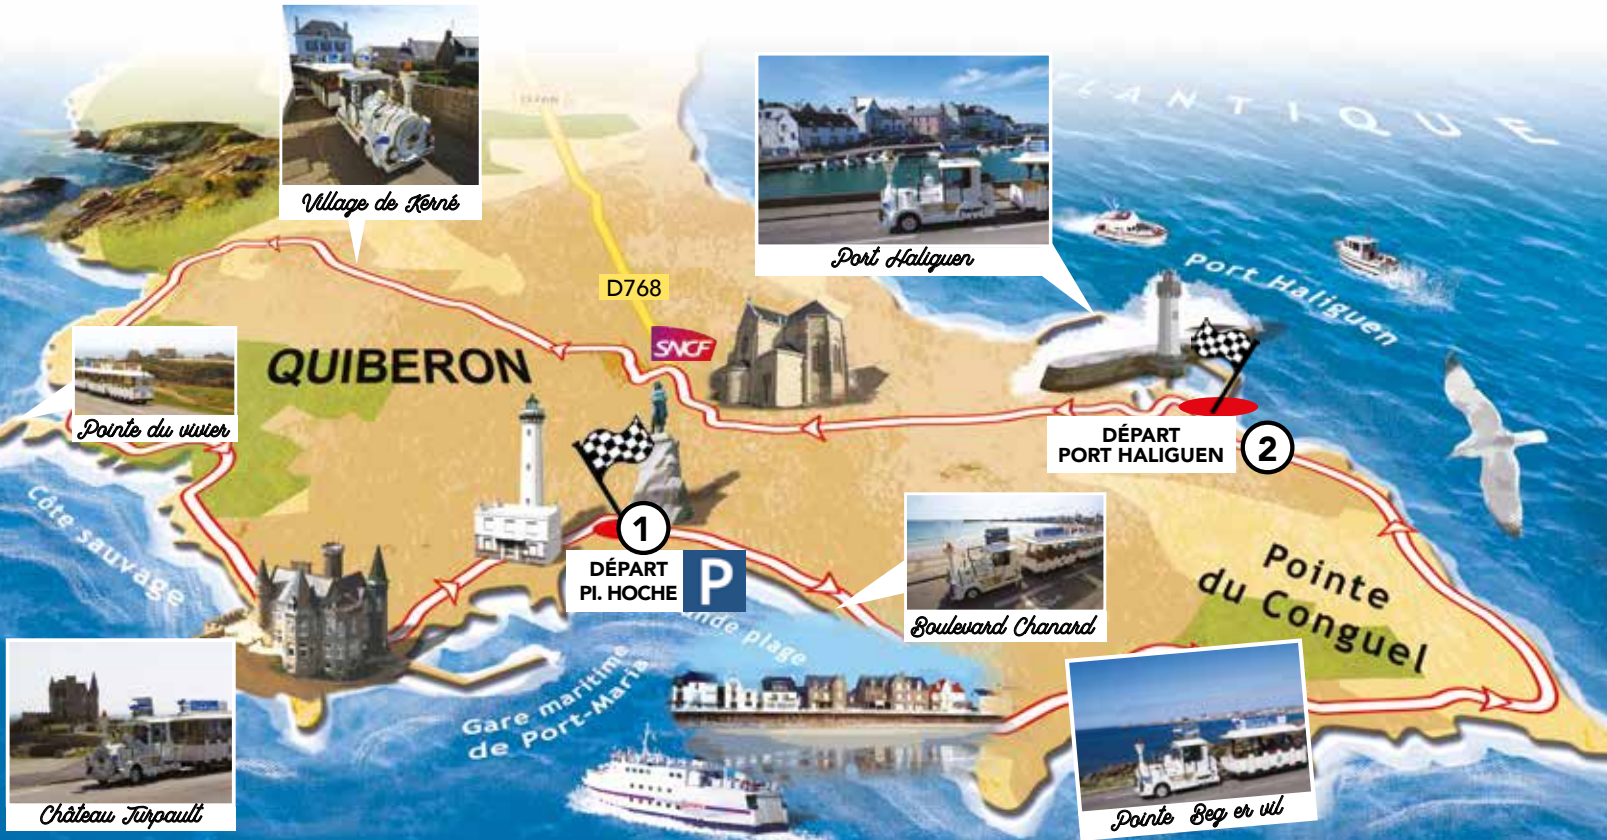 Village de Kerné
LANTIQUE
Port Haliguen
Port Haliguen
D768
SNCF
QUIBERON
Pointe du vivier
DÉPART
PORT HALIGUEN
2
Côte sauvage
1
DÉPART
Pl. HOCHE
P
Boulevard Chanard
Pointe
du Conguel
nde plage
Gare maritime
de Port-Maria
Château Turpault
Pointe Beg er vil